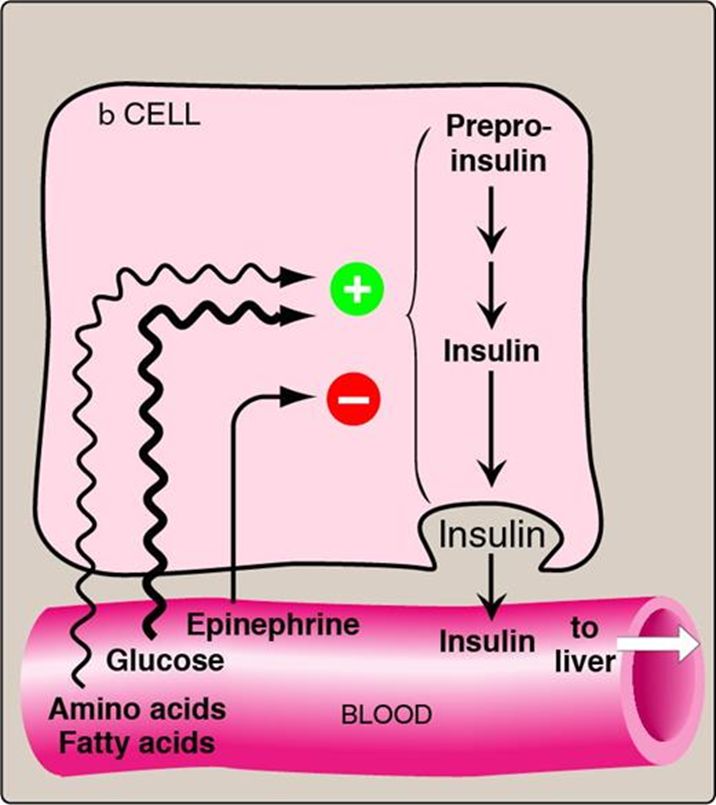 b CELL
Prepro-
insulin
+
Insulin
−
Insulin
Epinephrine
Glucose
Amino acids
Fatty acids
BLOOD
Insulin
to
liver